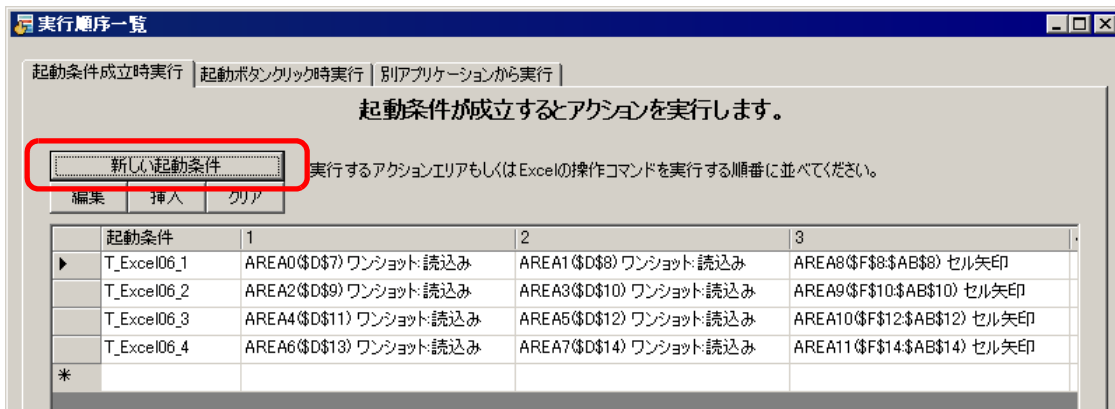 実行順序一覧
起動条件成立時実行 起動ボタンクリック時実行 別アプリケーションから実行
起動条件が成立するとアクションを実行します。
新しい起動条件 実行するアクションエリアもしくはExcelの操作コマンドを実行する順番に並べてください。
編集 挿入 クリア
起動条件 1 2 3
T_Excel06_1 AREA0($D$7) ワンショット:読込み AREA1($D$8) ワンショット:読込み AREA8($F$8:$AB$8) セル矢印
T_Excel06_2 AREA2($D$9) ワンショット:読込み AREA3($D$10) ワンショット:読込み AREA9($F$10:$AB$10) セル矢印
T_Excel06_3 AREA4($D$11) ワンショット:読込み AREA5($D$12) ワンショット:読込み AREA10($F$12:$AB$12) セル矢印
T_Excel06_4 AREA6($D$13) ワンショット:読込み AREA7($D$14) ワンショット:読込み AREA11($F$14:$AB$14) セル矢印